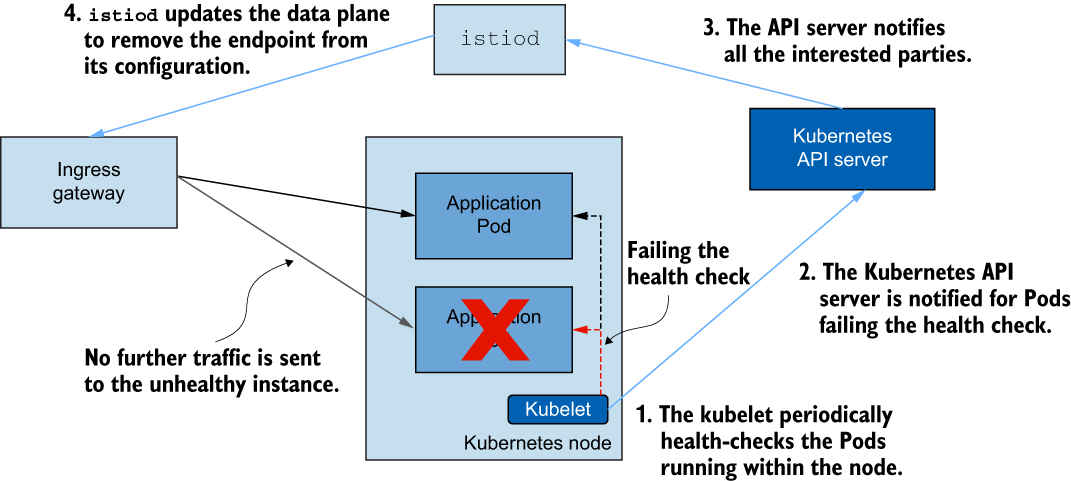 4. istiod updates the data plane
to remove the endpoint from
its configuration.
istiod
3. The API server notifies
all the interested parties.
Ingress
gateway
Kubernetes
API server
Application
Pod
Failing the
health check
2. The Kubernetes API
server is notified for Pods
failing the health check.
Application
No further traffic is sent
to the unhealthy instance.
Kubelet
Kubernetes node
1. The kubelet periodically
health-checks the Pods
running within the node.